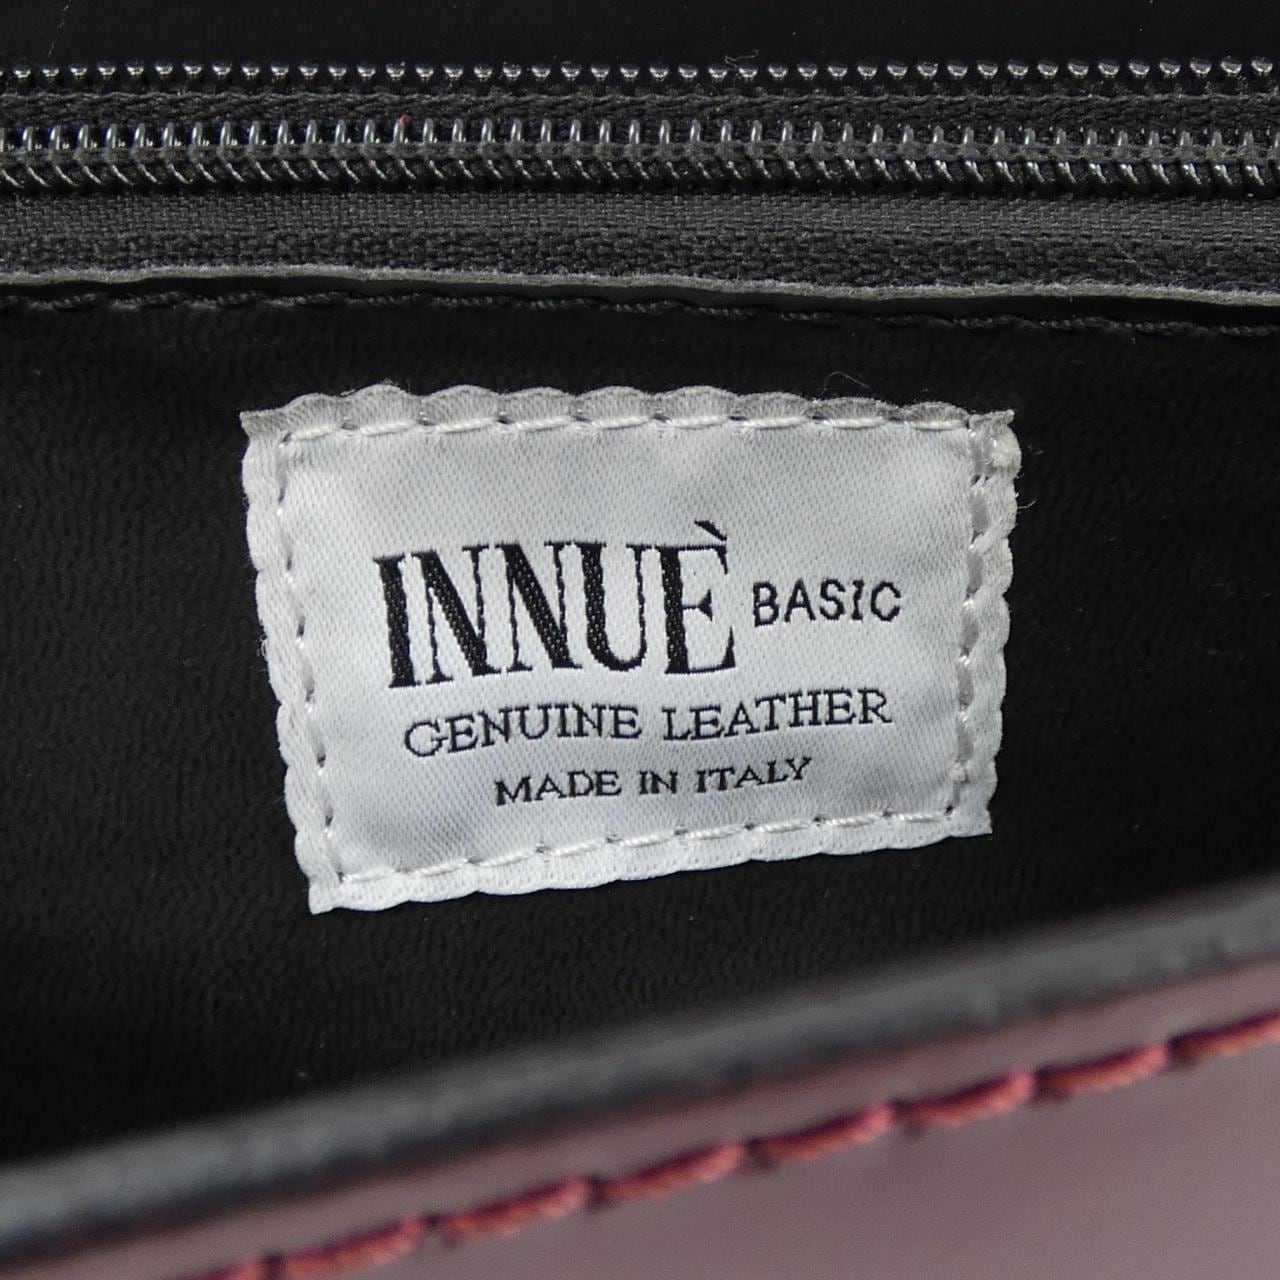 INNUÈ BASIC
GENUINE LEATHER
MADE IN ITALY